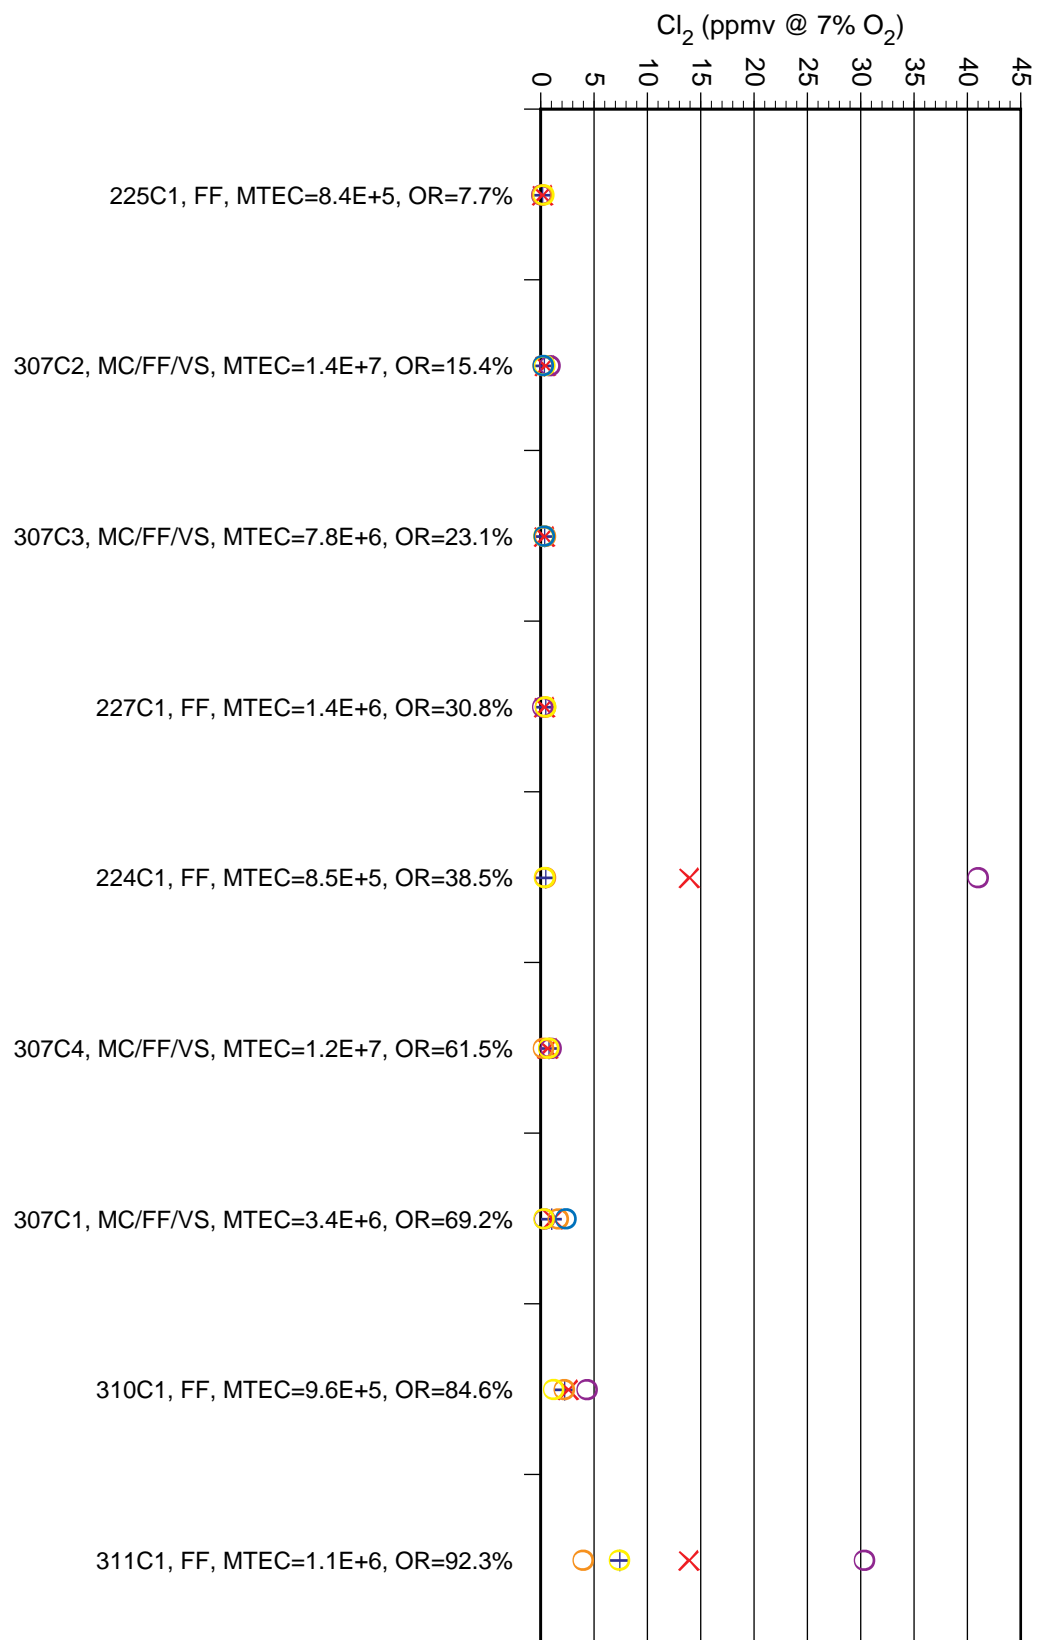 Cl2 (ppmv @ 7% O2)
0 5 10 15 20 25 30 35 40 45
225C1, FF, MTEC=8.4E+5, OR=7.7%
307C2, MC/FF/VS, MTEC=1.4E+7, OR=15.4%
307C3, MC/FF/VS, MTEC=7.8E+6, OR=23.1%
227C1, FF, MTEC=1.4E+6, OR=30.8%
224C1, FF, MTEC=8.5E+5, OR=38.5%
307C4, MC/FF/VS, MTEC=1.2E+7, OR=61.5%
307C1, MC/FF/VS, MTEC=3.4E+6, OR=69.2%
310C1, FF, MTEC=9.6E+5, OR=84.6%
311C1, FF, MTEC=1.1E+6, OR=92.3%